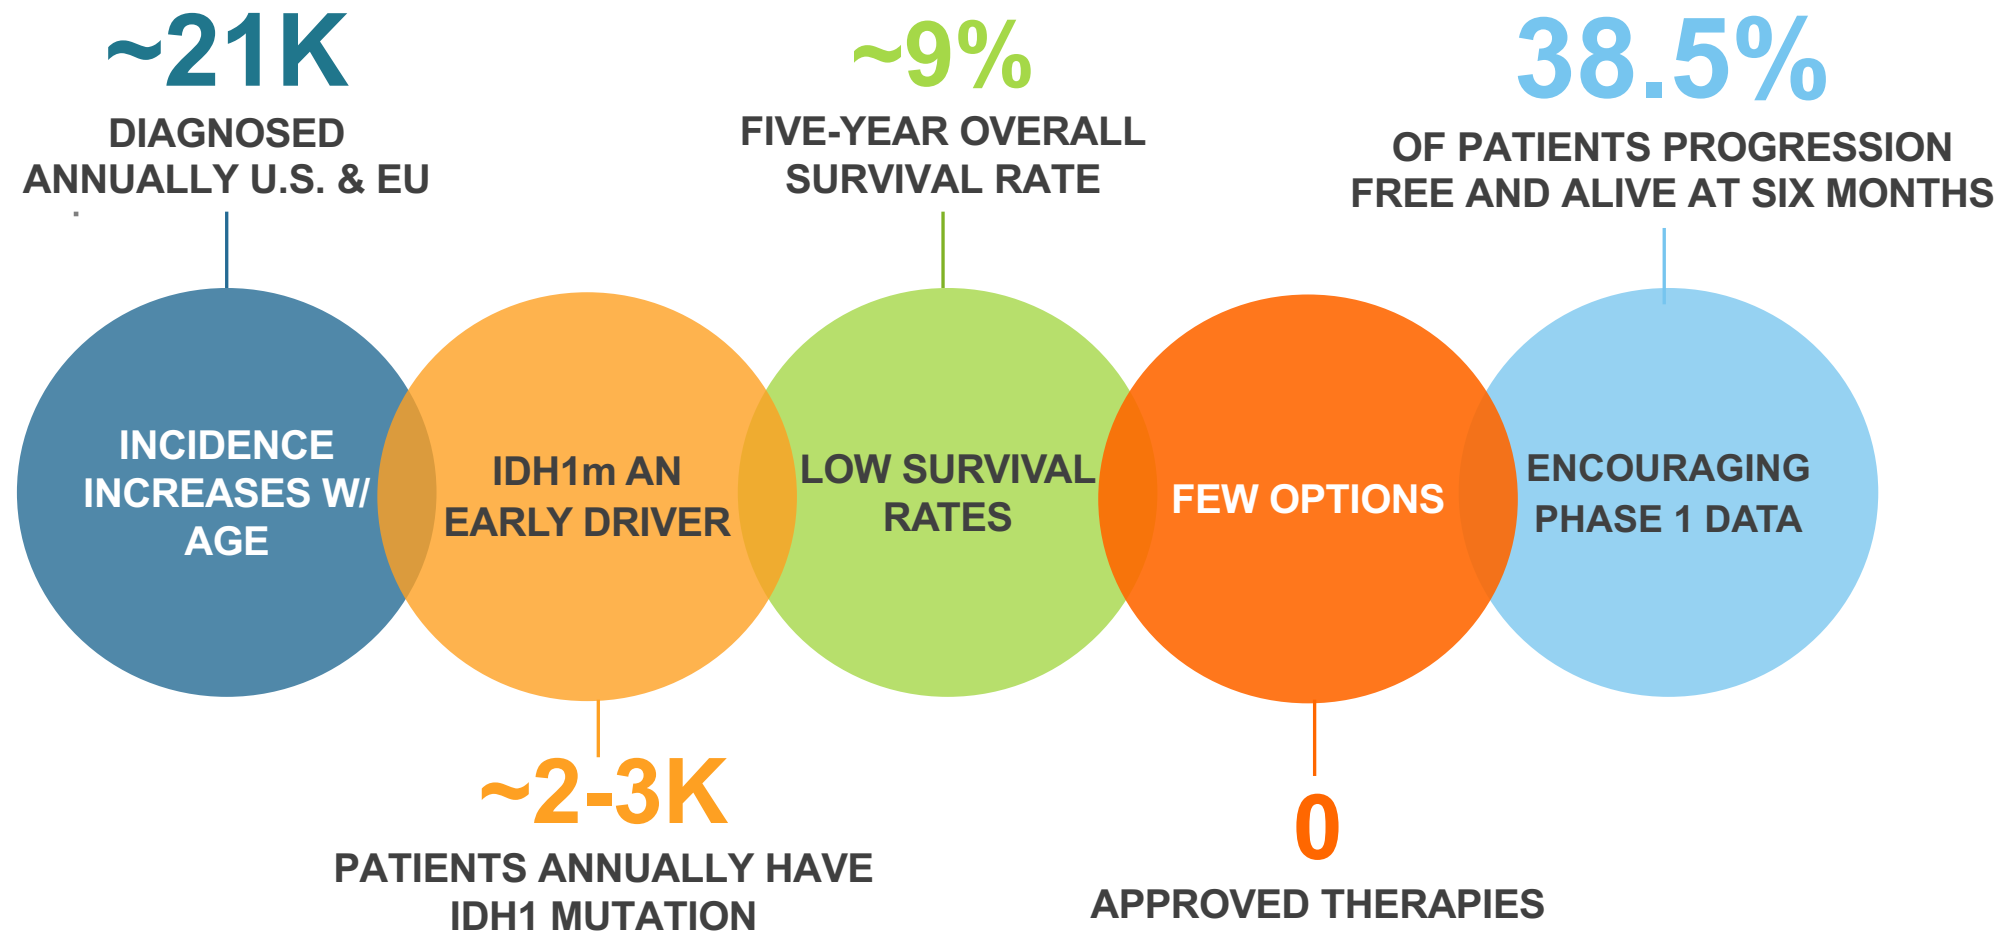 ~21K
DIAGNOSED
ANNUALLY U.S. & EU
~9%
FIVE-YEAR OVERALL
SURVIVAL RATE
38.5%
OF PATIENTS PROGRESSION
FREE AND ALIVE AT SIX MONTHS
INCIDENCE
INCREASES W/
AGE
IDH1m AN
EARLY DRIVER
LOW SURVIVAL
RATES
FEW OPTIONS
ENCOURAGING
PHASE 1 DATA
~2-3K
PATIENTS ANNUALLY HAVE
IDH1 MUTATION
0
APPROVED THERAPIES